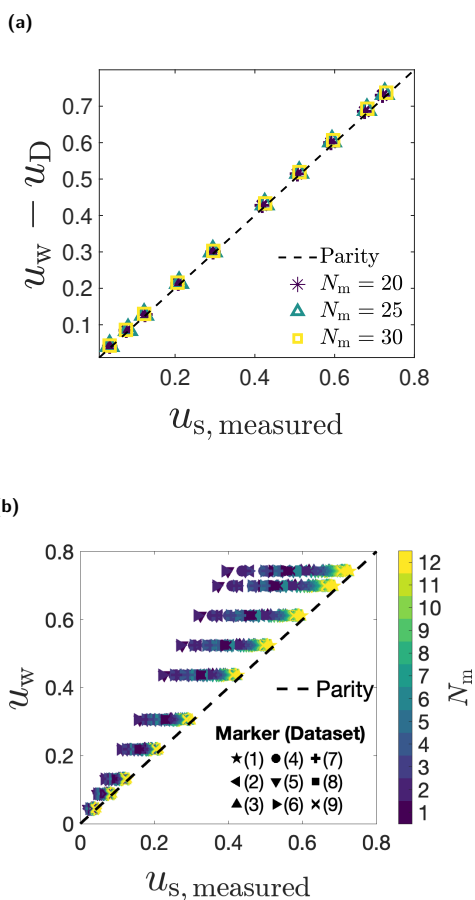 (a)
0.7
0.6
0.5
0.4
0.3
0.2
0.1
u_w − u_D
Parity
N_m = 20
N_m = 25
N_m = 30
0.2 0.4 0.6 0.8
u_s, measured
b)
0.8
0.6
0.4
0.2
0
u_w
Parity
Marker (Dataset)
★(1) ●(4) ✚(7)
◀(2) ▼(5) ■(8)
▲(3) ▶(6) ×(9)
0 0.2 0.4 0.6 0.8
u_s, measured
12
11
10
9
8
7
6
5
4
3
2
1
N_m